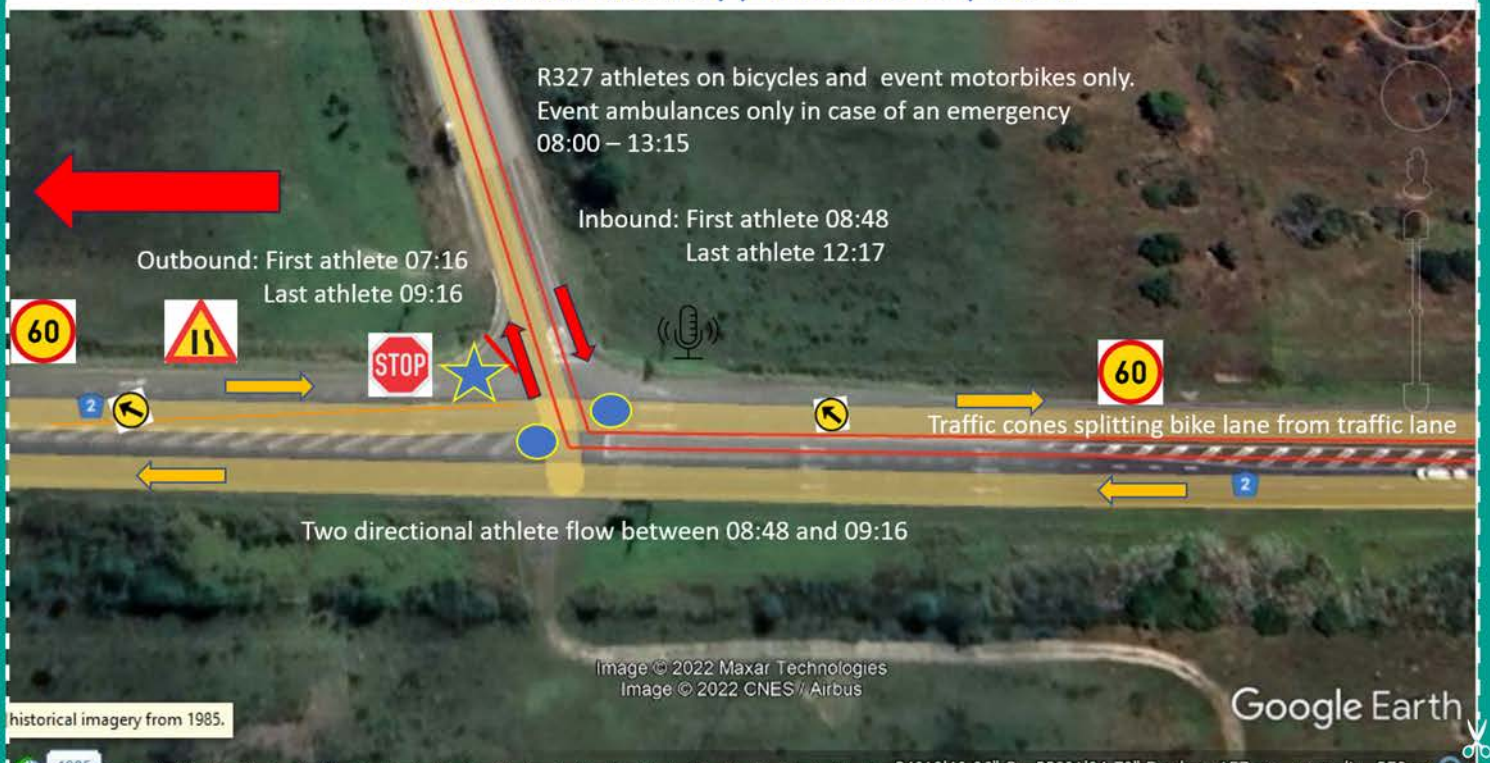 R327 athletes on bicycles and event motorbikes only.
Event ambulances only in case of an emergency
08:00 – 13:15
Inbound: First athlete 08:48
Last athlete 12:17
Outbound: First athlete 07:16
Last athlete 09:16
60
STOP
60
2
Traffic cones splitting bike lane from traffic lane
2
Two directional athlete flow between 08:48 and 09:16
Image © 2022 Maxar Technologies
Image © 2022 CNES / Airbus
Google Earth
historical imagery from 1985.